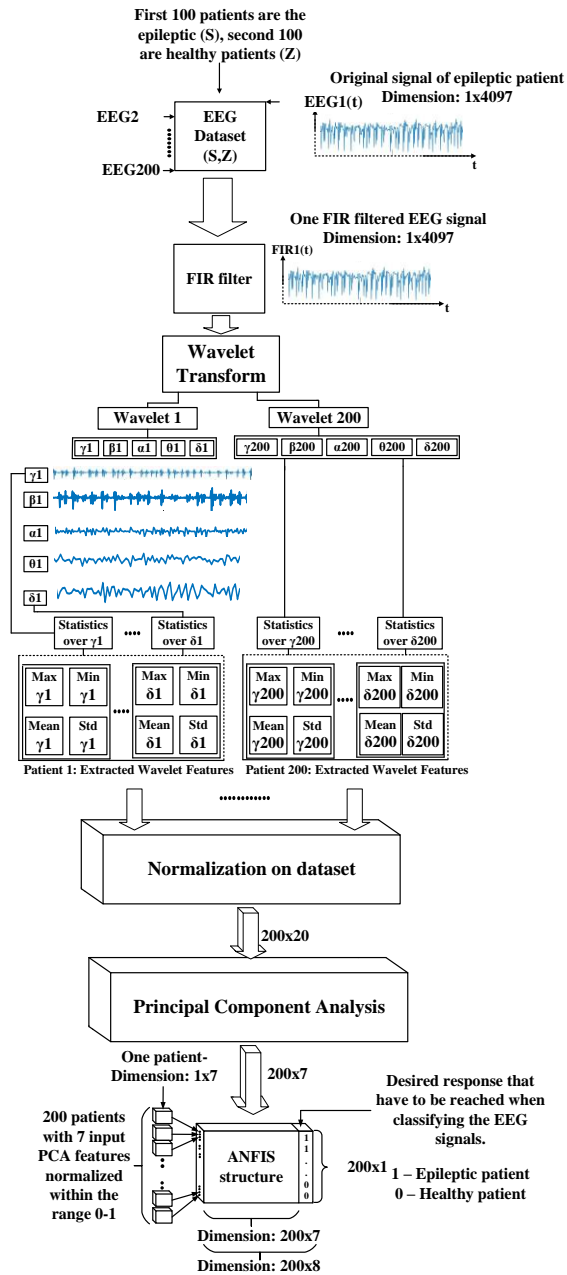 First 100 patients are the
epileptic (S), second 100
are healthy patients (Z)
Original signal of epileptic patient
Dimension: 1x4097
EEG2
EEG200
EEG
Dataset
(S,Z)
EEG1(t)
t
One FIR filtered EEG signal
Dimension: 1x4097
FIR filter
FIR1(t)
t
Wavelet
Transform
Wavelet 1
Wavelet 200
γ1 β1 α1 θ1 δ1
γ200 β200 α200 θ200 δ200
γ1
β1
α1
θ1
δ1
Statistics
over γ1
Statistics
over δ1
Statistics
over γ200
Statistics
over δ200
Max
γ1
Min
γ1
Mean
γ1
Std
γ1
Max
δ1
Min
δ1
Mean
δ1
Std
δ1
Max
γ200
Min
γ200
Mean
γ200
Std
γ200
Max
δ200
Min
δ200
Mean
δ200
Std
δ200
Patient 1: Extracted Wavelet Features
Patient 200: Extracted Wavelet Features
Normalization on dataset
200x20
Principal Component Analysis
200x7
One patient-
Dimension: 1x7
200 patients
with 7 input
PCA features
normalized
within the
range 0-1
ANFIS
structure
1
1
.
.
0
0
Desired response that
have to be reached when
classifying the EEG
signals.
200x1
1 – Epileptic patient
0 – Healthy patient
Dimension: 200x7
Dimension: 200x8